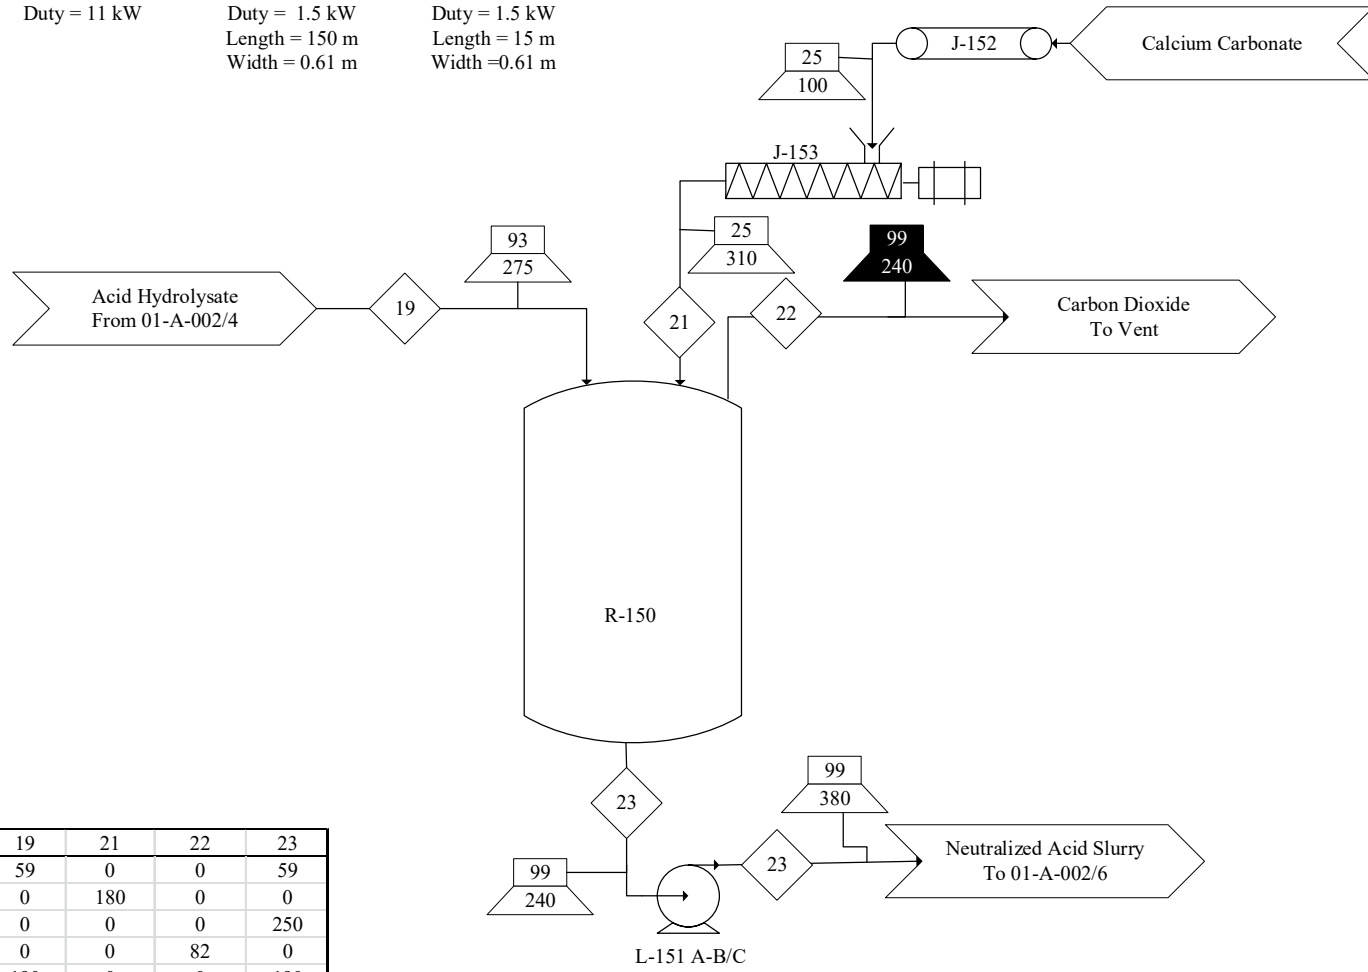 Duty = 11 kW
Duty =  1.5 kW
Length = 150 m
Width = 0.61 m
Duty = 1.5 kW
Length = 15 m
Width =0.61 m
J-152
Calcium Carbonate
25
100
J-153
25
310
93
275
99
240
Acid Hydrolysate
From 01-A-002/4
19
21
22
Carbon Dioxide
To Vent
R-150
23
99
380
99
240
23
Neutralized Acid Slurry
To 01-A-002/6
L-151 A-B/C
19 21 22 23
59 0 0 59
0 180 0 0
0 0 0 250
0 0 82 0